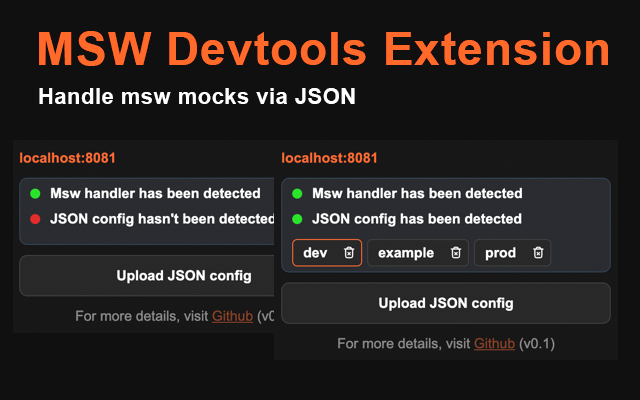 MSW Devtools Extension
Handle msw mocks via JSON
localhost:8081
Msw handler has been detected
JSON config hasn't been detected
Upload JSON config
For more details, visit Github (v0
localhost:8081
Msw handler has been detected
JSON config has been detected
dev example prod
Upload JSON config
For more details, visit Github (v0.1)